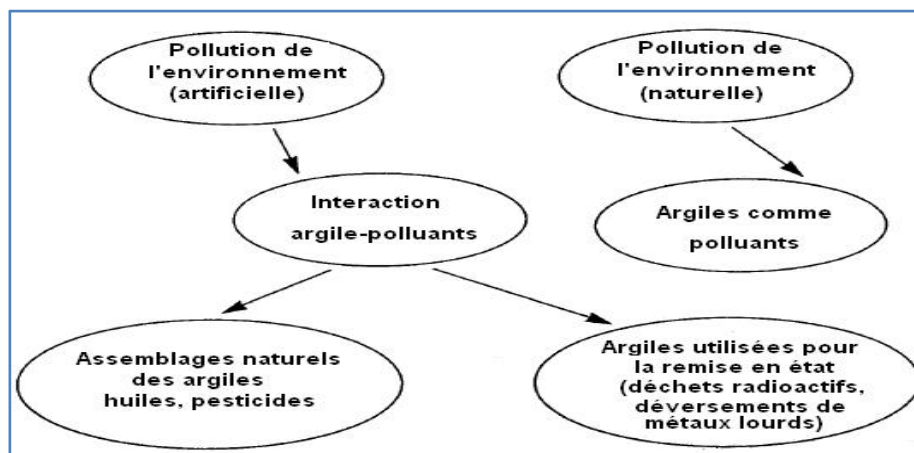 Pollution de
l'environnement
(artificielle)
Pollution de
l'environnement
(naturelle)
Interaction
argile-polluants
Argiles comme
polluants
Assemblages naturels
des argiles
huiles, pesticides
Argiles utilisées pour
la remise en état
(déchets radioactifs,
déversements de
métaux lourds)